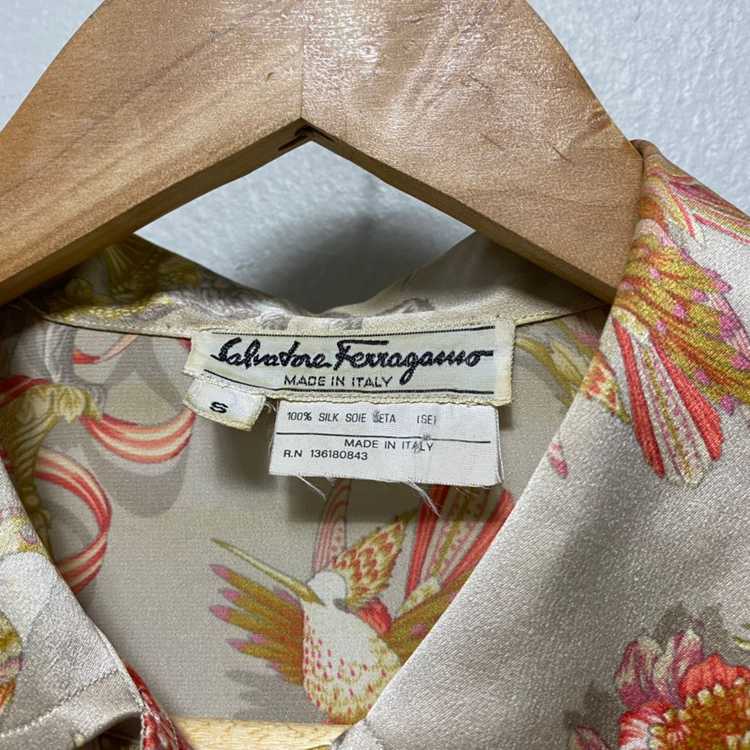 Salvatore Ferragamo
MADE IN ITALY
S
100% SILK SOIE SETA (SE)
MADE IN ITALY
R.N 136180843